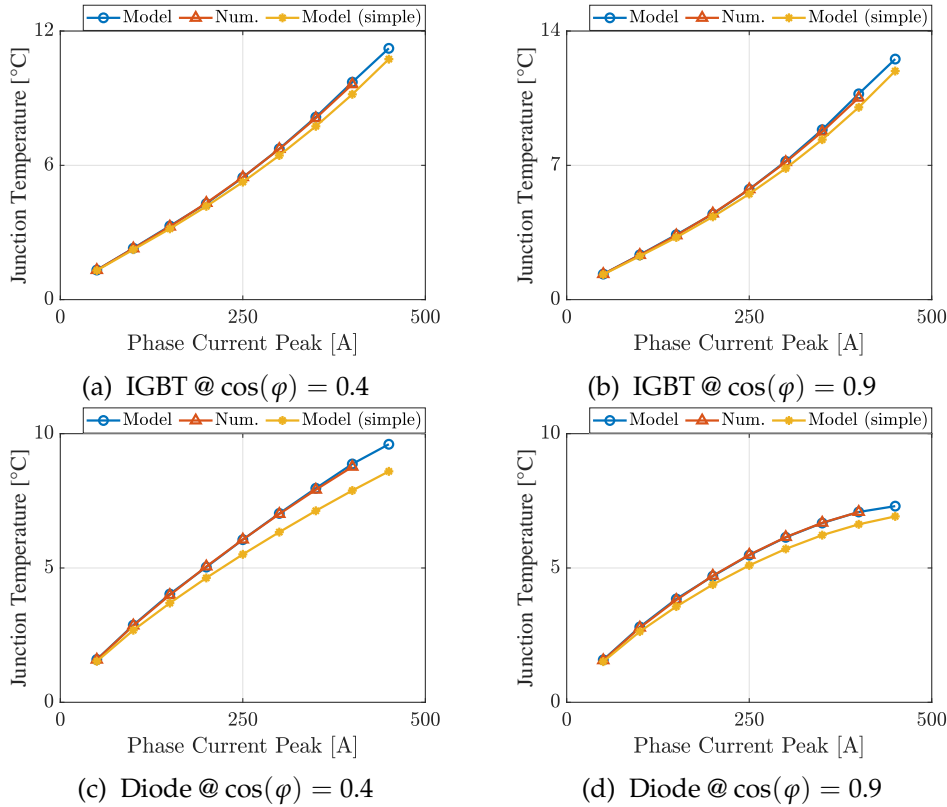 Model Num. Model (simple)
12
6
0
Junction Temperature [°C]
0 250 500
Phase Current Peak [A]
(a) IGBT @ cos(φ) = 0.4
Model Num. Model (simple)
14
7
0
Junction Temperature [°C]
0 250 500
Phase Current Peak [A]
(b) IGBT @ cos(φ) = 0.9
Model Num. Model (simple)
10
5
0
Junction Temperature [°C]
0 250 500
Phase Current Peak [A]
(c) Diode @ cos(φ) = 0.4
Model Num. Model (simple)
10
5
0
Junction Temperature [°C]
0 250 500
Phase Current Peak [A]
(d) Diode @ cos(φ) = 0.9